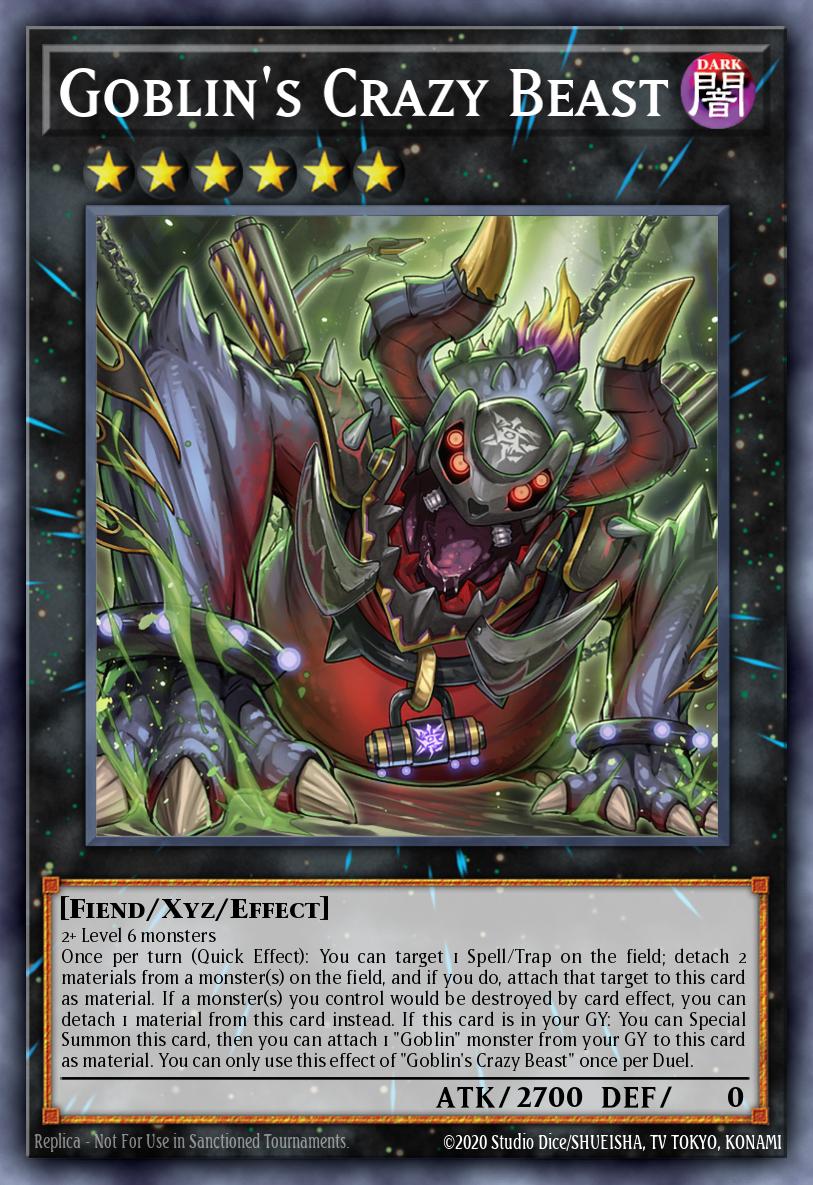 Goblin's Crazy Beast
DARK
闇
[Fiend/Xyz/Effect]
2+ Level 6 monsters
Once per turn (Quick Effect): You can target 1 Spell/Trap on the field; detach 2
materials from a monster(s) on the field, and if you do, attach that target to this card
as material. If a monster(s) you control would be destroyed by card effect, you can
detach 1 material from this card instead. If this card is in your GY: You can Special
Summon this card, then you can attach 1 "Goblin" monster from your GY to this card
as material. You can only use this effect of "Goblin's Crazy Beast" once per Duel.
ATK/2700 DEF/ 0
Replica - Not For Use in Sanctioned Tournaments.
©2020 Studio Dice/SHUEISHA, TV TOKYO, KONAMI